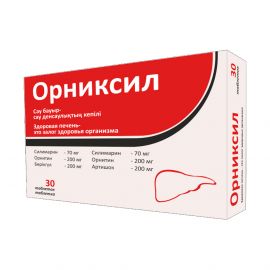 Орниксил
Сау бауыр-
сау денсаулықтың кепілі
Здоровая печень-
это залог здоровья организма
Силимарин - 70 мг
Орнитин - 200 мг
Бөрігүл - 200 мг
Силимарин - 70 мг
Орнитин - 200 мг
Артишок - 200 мг
30
таблетка
таблеток
30
Орниксил